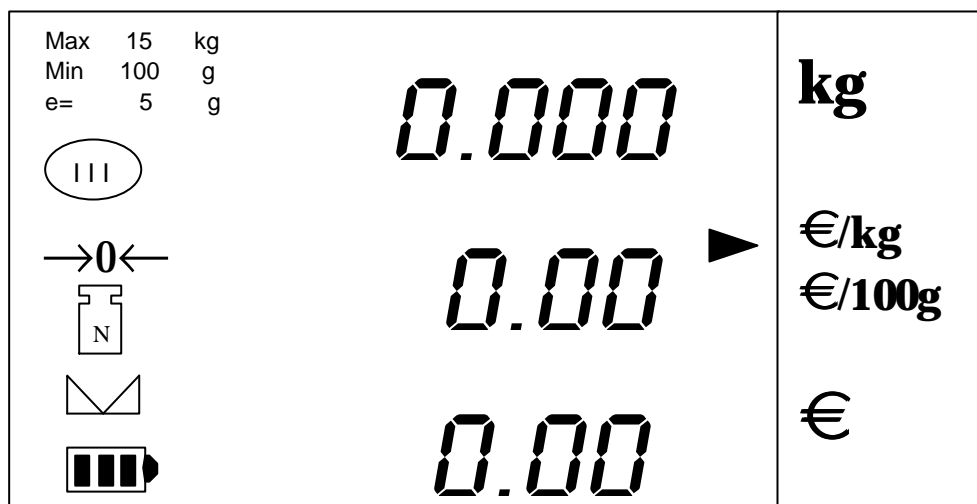 Max 15 kg
Min 100 g
e= 5 g
III
0.000
kg
→0←
0.00
€/kg
€/100g
N
0.00
€